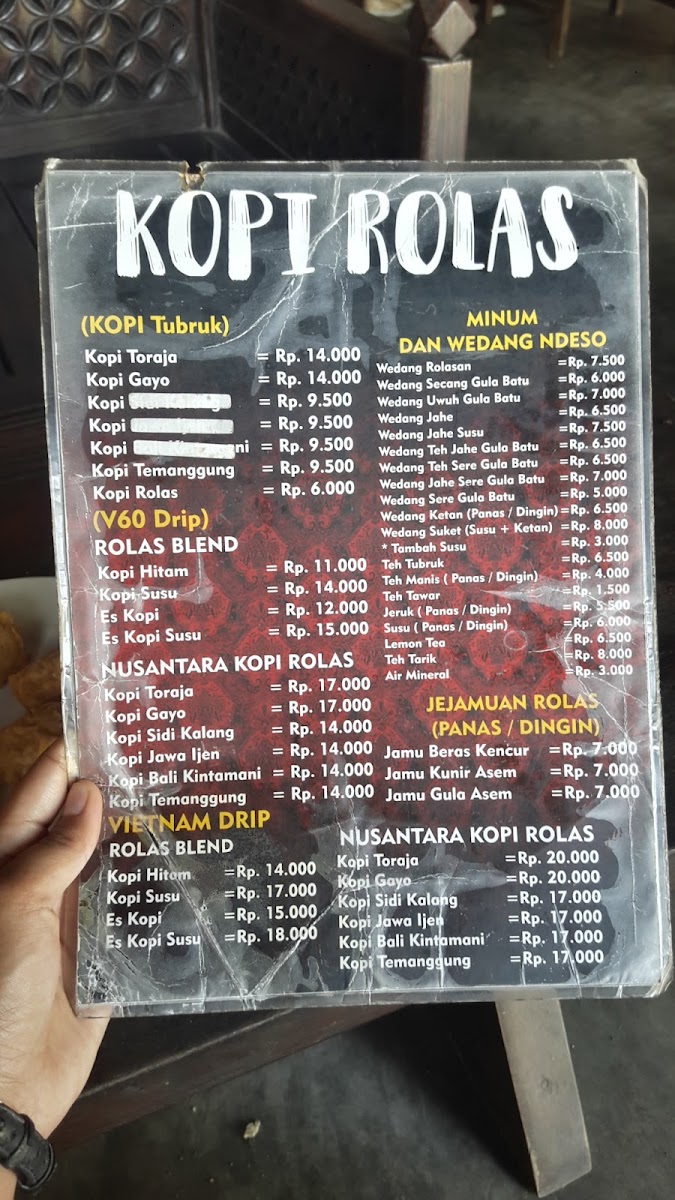 KOPI ROLAS
(KOPI Tubruk)
Kopi Toraja = Rp. 14.000
Kopi Gayo = Rp. 14.000
Kopi = Rp. 9.500
Kopi = Rp. 9.500
Kopi = Rp. 9.500
Kopi Temanggung = Rp. 9.500
Kopi Rolas = Rp. 6.000
(V60 Drip)
ROLAS BLEND
Kopi Hitam = Rp. 11.000
Kopi Susu = Rp. 14.000
Es Kopi = Rp. 12.000
Es Kopi Susu = Rp. 15.000
NUSANTARA KOPI ROLAS
Kopi Toraja = Rp. 17.000
Kopi Gayo = Rp. 17.000
Kopi Sidi Kalang = Rp. 14.000
Kopi Jawa Ijen = Rp. 14.000
Kopi Bali Kintamani = Rp. 14.000
Kopi Temanggung = Rp. 14.000
VIETNAM DRIP
ROLAS BLEND
Kopi Hitam =Rp. 14.000
Kopi Susu =Rp. 17.000
Es Kopi =Rp. 15.000
Es Kopi Susu =Rp. 18.000
MINUM
DAN WEDANG NDESO
Wedang Rolasan =Rp. 7.500
Wedang Secang Gula Batu =Rp. 6.000
Wedang Uwuh Gula Batu =Rp. 7.000
Wedang Jahe =Rp. 6.500
Wedang Jahe Susu =Rp. 7.500
Wedang Teh Jahe Gula Batu =Rp. 6.500
Wedang Teh Sere Gula Batu =Rp. 6.500
Wedang Jahe Sere Gula Batu =Rp. 7.000
Wedang Sere Gula Batu =Rp. 5.000
Wedang Ketan (Panas / Dingin) =Rp. 6.500
Wedang Suket (Susu + Ketan) =Rp. 8.000
* Tambah Susu =Rp. 3.000
Teh Tubruk =Rp. 6.500
Teh Manis ( Panas / Dingin) =Rp. 4.000
Teh Tawar =Rp. 1.500
Jeruk ( Panas / Dingin) =Rp. 5.500
Susu ( Panas / Dingin) =Rp. 6.000
Lemon Tea =Rp. 6.500
Teh Tarik =Rp. 8.000
Air Mineral =Rp. 3.000
JEJAMUAN ROLAS
(PANAS / DINGIN)
Jamu Beras Kencur =Rp. 7.000
Jamu Kunir Asem =Rp. 7.000
Jamu Gula Asem =Rp. 7.000
NUSANTARA KOPI ROLAS
Kopi Toraja =Rp. 20.000
Kopi Gayo =Rp. 20.000
Kopi Sidi Kalang =Rp. 17.000
Kopi Jawa Ijen =Rp. 17.000
Kopi Bali Kintamani =Rp. 17.000
Kopi Temanggung =Rp. 17.000